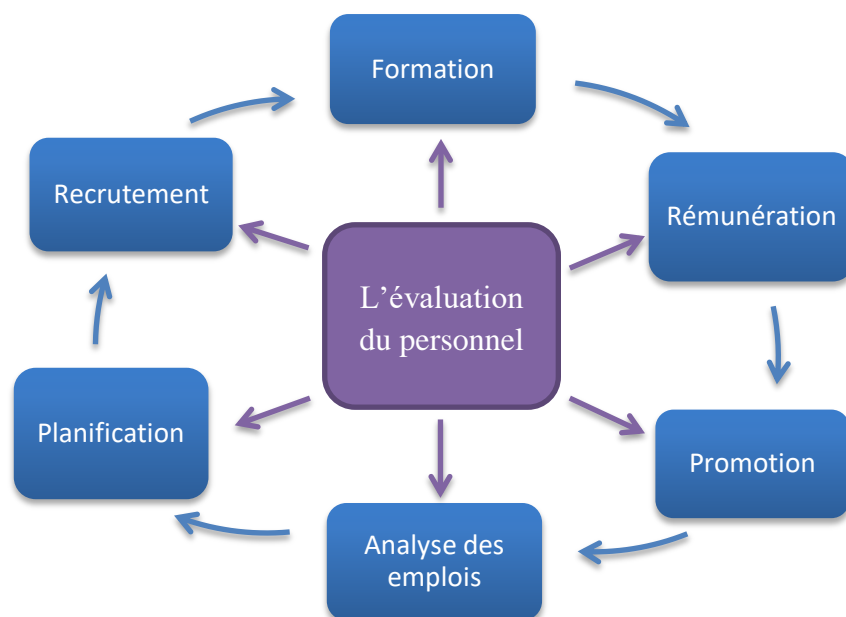 Formation
Recrutement
Rémunération
L’évaluation
du personnel
Planification
Promotion
Analyse des
emplois